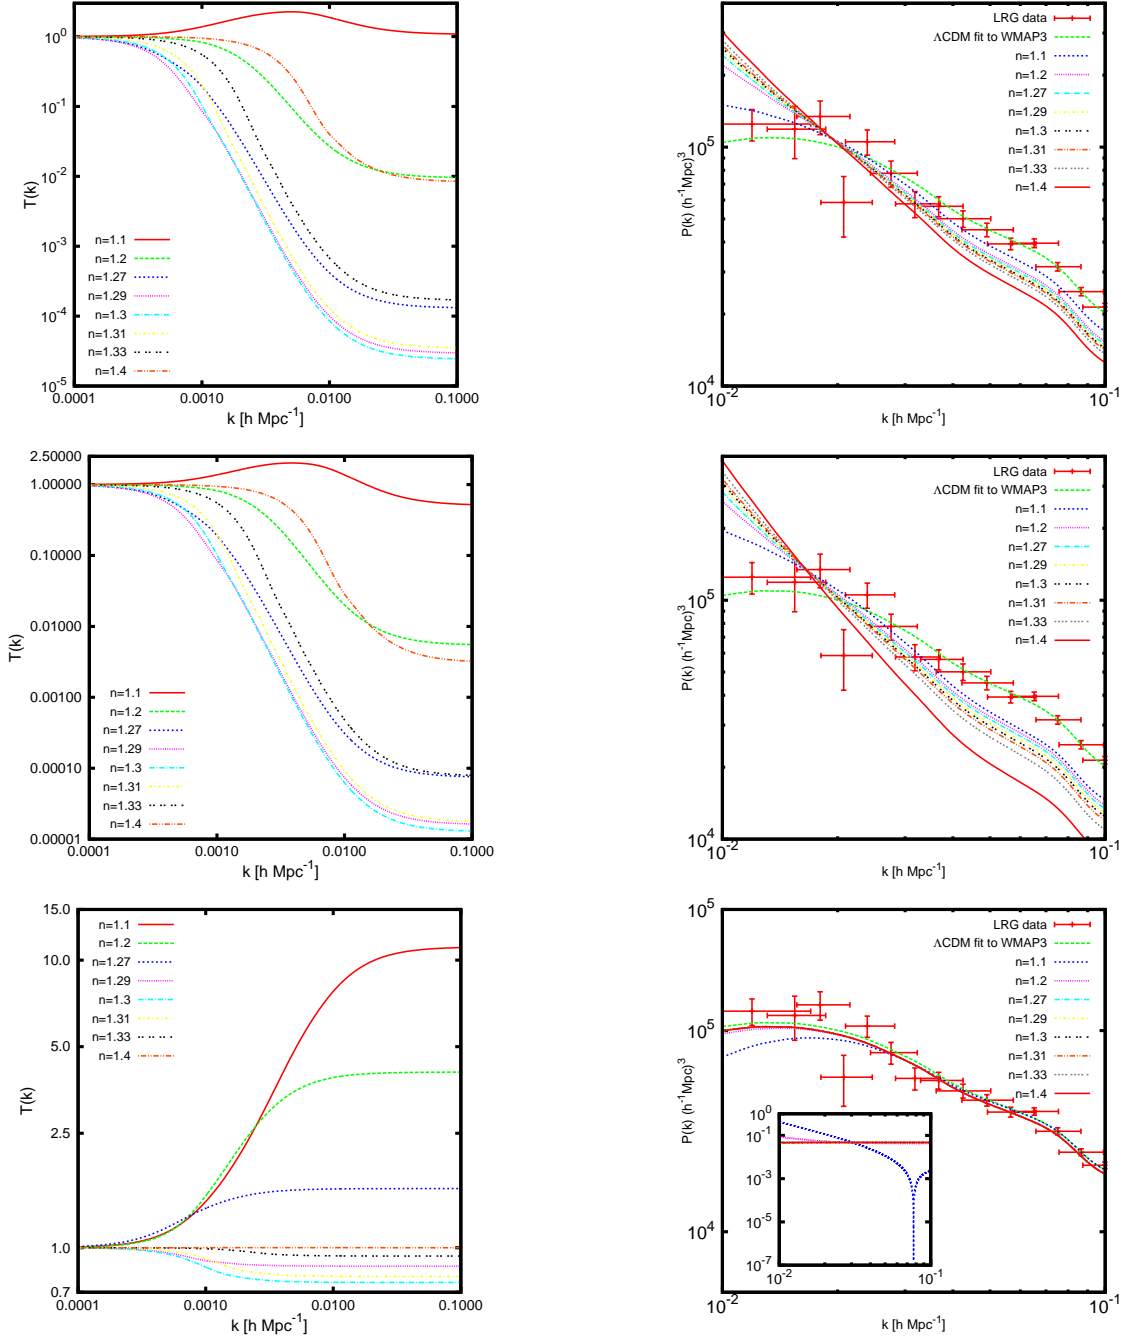 10^0
10^-1
10^-2
10^-3
10^-4
10^-5
T(k)
n=1.1
n=1.2
n=1.27
n=1.29
n=1.3
n=1.31
n=1.33
n=1.4
0.0001 0.0010 0.0100 0.1000
k [h Mpc^-1]
LRG data
ΛCDM fit to WMAP3
n=1.1
n=1.2
n=1.27
n=1.29
n=1.3
n=1.31
n=1.33
n=1.4
10^5
10^4
P(k) (h^-1Mpc)^3
10^-2 10^-1
k [h Mpc^-1]
2.50000
1.00000
0.10000
0.01000
0.00100
0.00010
0.00001
T(k)
n=1.1
n=1.2
n=1.27
n=1.29
n=1.3
n=1.31
n=1.33
n=1.4
0.0001 0.0010 0.0100 0.1000
k [h Mpc^-1]
LRG data
ΛCDM fit to WMAP3
n=1.1
n=1.2
n=1.27
n=1.29
n=1.3
n=1.31
n=1.33
n=1.4
10^5
10^4
P(k) (h^-1Mpc)^3
10^-2 10^-1
k [h Mpc^-1]
15.0
10.0
5.0
2.5
1.0
0.7
T(k)
n=1.1
n=1.2
n=1.27
n=1.29
n=1.3
n=1.31
n=1.33
n=1.4
0.0001 0.0010 0.0100 0.1000
k [h Mpc^-1]
10^5
LRG data
ΛCDM fit to WMAP3
n=1.1
n=1.2
n=1.27
n=1.29
n=1.3
n=1.31
n=1.33
n=1.4
10^5
10^4
P(k) (h^-1Mpc)^3
10^0
10^-1
10^-3
10^-5
10^-7
10^-2 10^-1
10^-2 10^-1
k [h Mpc^-1]